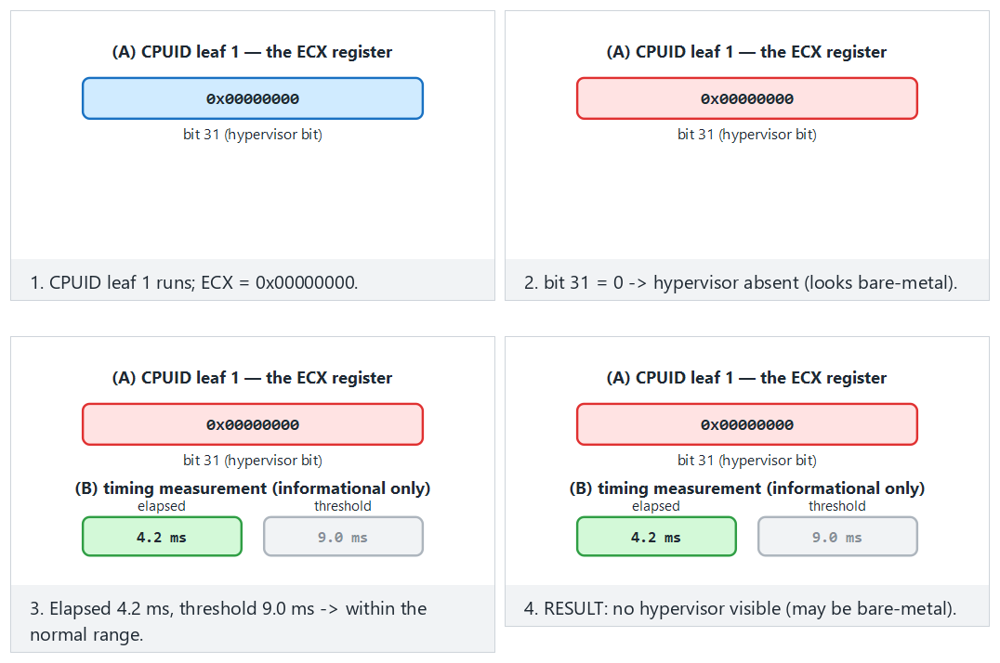 (A) CPUID leaf 1 — the ECX register
0x00000000
bit 31 (hypervisor bit)
1. CPUID leaf 1 runs; ECX = 0x00000000.
(A) CPUID leaf 1 — the ECX register
0x00000000
bit 31 (hypervisor bit)
2. bit 31 = 0 -> hypervisor absent (looks bare-metal).
(A) CPUID leaf 1 — the ECX register
0x00000000
bit 31 (hypervisor bit)
(B) timing measurement (informational only)
elapsed threshold
4.2 ms 9.0 ms
3. Elapsed 4.2 ms, threshold 9.0 ms -> within the
normal range.
(A) CPUID leaf 1 — the ECX register
0x00000000
bit 31 (hypervisor bit)
(B) timing measurement (informational only)
elapsed threshold
4.2 ms 9.0 ms
4. RESULT: no hypervisor visible (may be bare-metal).